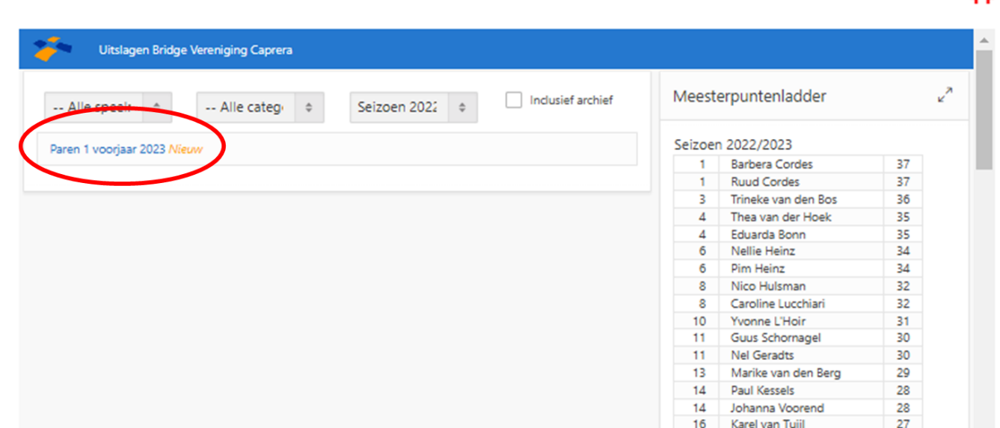 Uitslagen Bridge Vereniging Caprera
-- Alle categ
Seizoen 202
Inclusief archief
Paren 1 voorjaar 2023 Nieuw
Meesterpuntenladder
Seizoen 2022/2023
1 Barbera Cordes 37
1 Ruud Cordes 37
3 Trineke van den Bos 36
4 Thea van der Hoek 35
4 Eduarda Bonn 35
6 Nellie Heinz 34
6 Pim Heinz 34
8 Nico Hulsman 32
8 Caroline Lucchiari 32
10 Yvonne L'Hoir 31
11 Guus Schornagel 30
11 Nel Geradts 30
13 Marike van den Berg 29
14 Paul Kessels 28
14 Johanna Voorend 28
16 Karel van Tuijl 27